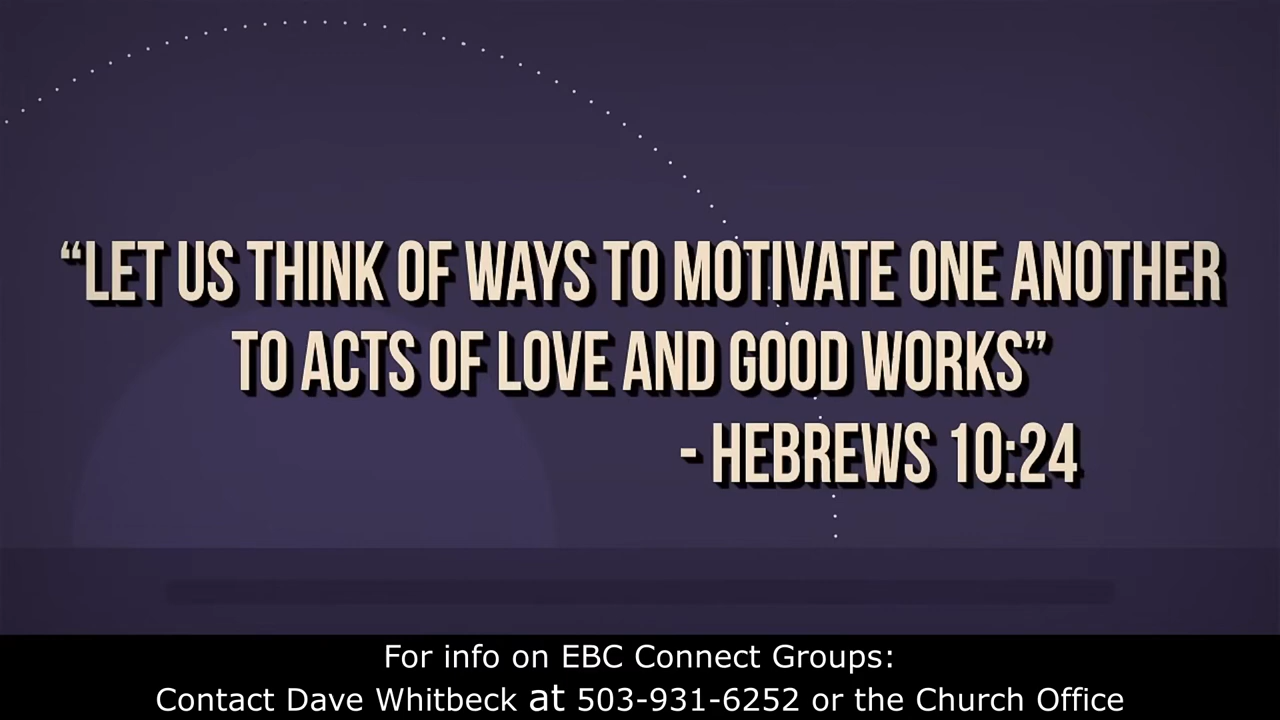 “LET US THINK OF WAYS TO MOTIVATE ONE ANOTHER
TO ACTS OF LOVE AND GOOD WORKS”
- HEBREWS 10:24
For info on EBC Connect Groups:
Contact Dave Whitbeck at 503-931-6252 or the Church Office